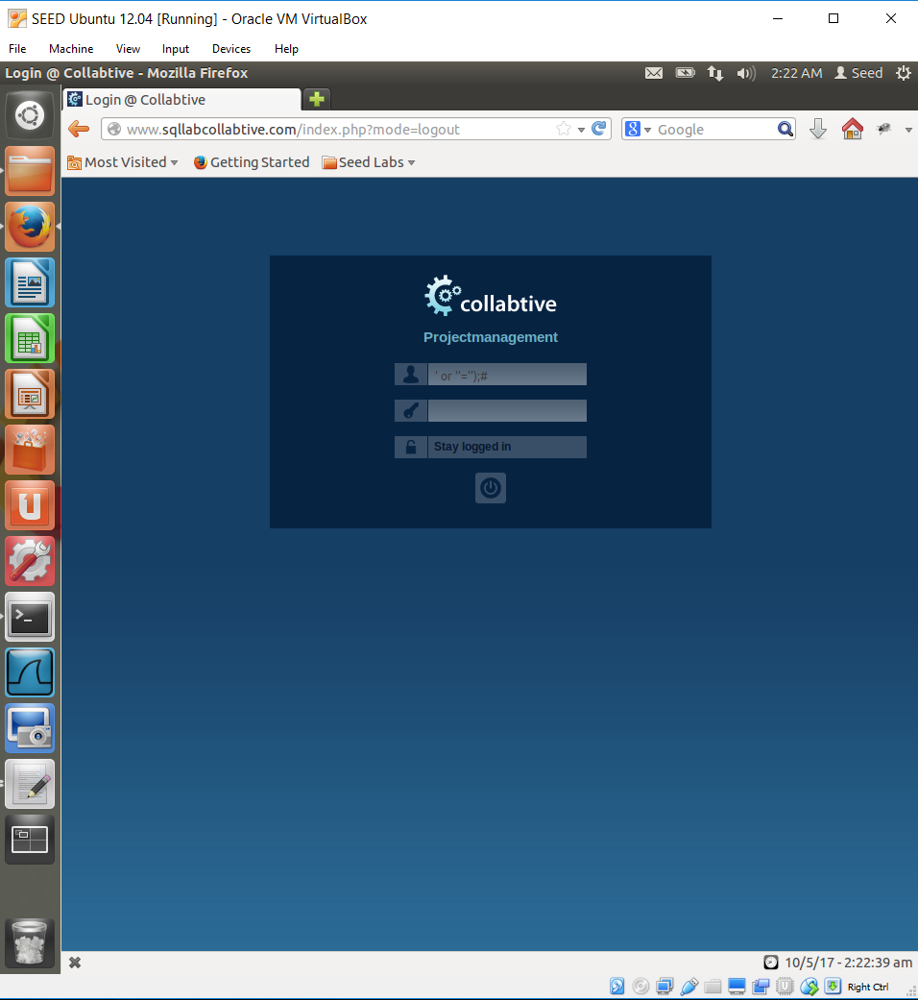 SEED Ubuntu 12.04 [Running] - Oracle VM VirtualBox
File Machine View Input Devices Help
Login @ Collabtive - Mozilla Firefox 2:22 AM Seed
Login @ Collabtive
www.sqllabcollabtive.com/index.php?mode=logout Google
Most Visited Getting Started Seed Labs
collabtive
Projectmanagement
' or ''='');#
Stay logged in
10/5/17 - 2:22:39 am
Right Ctrl